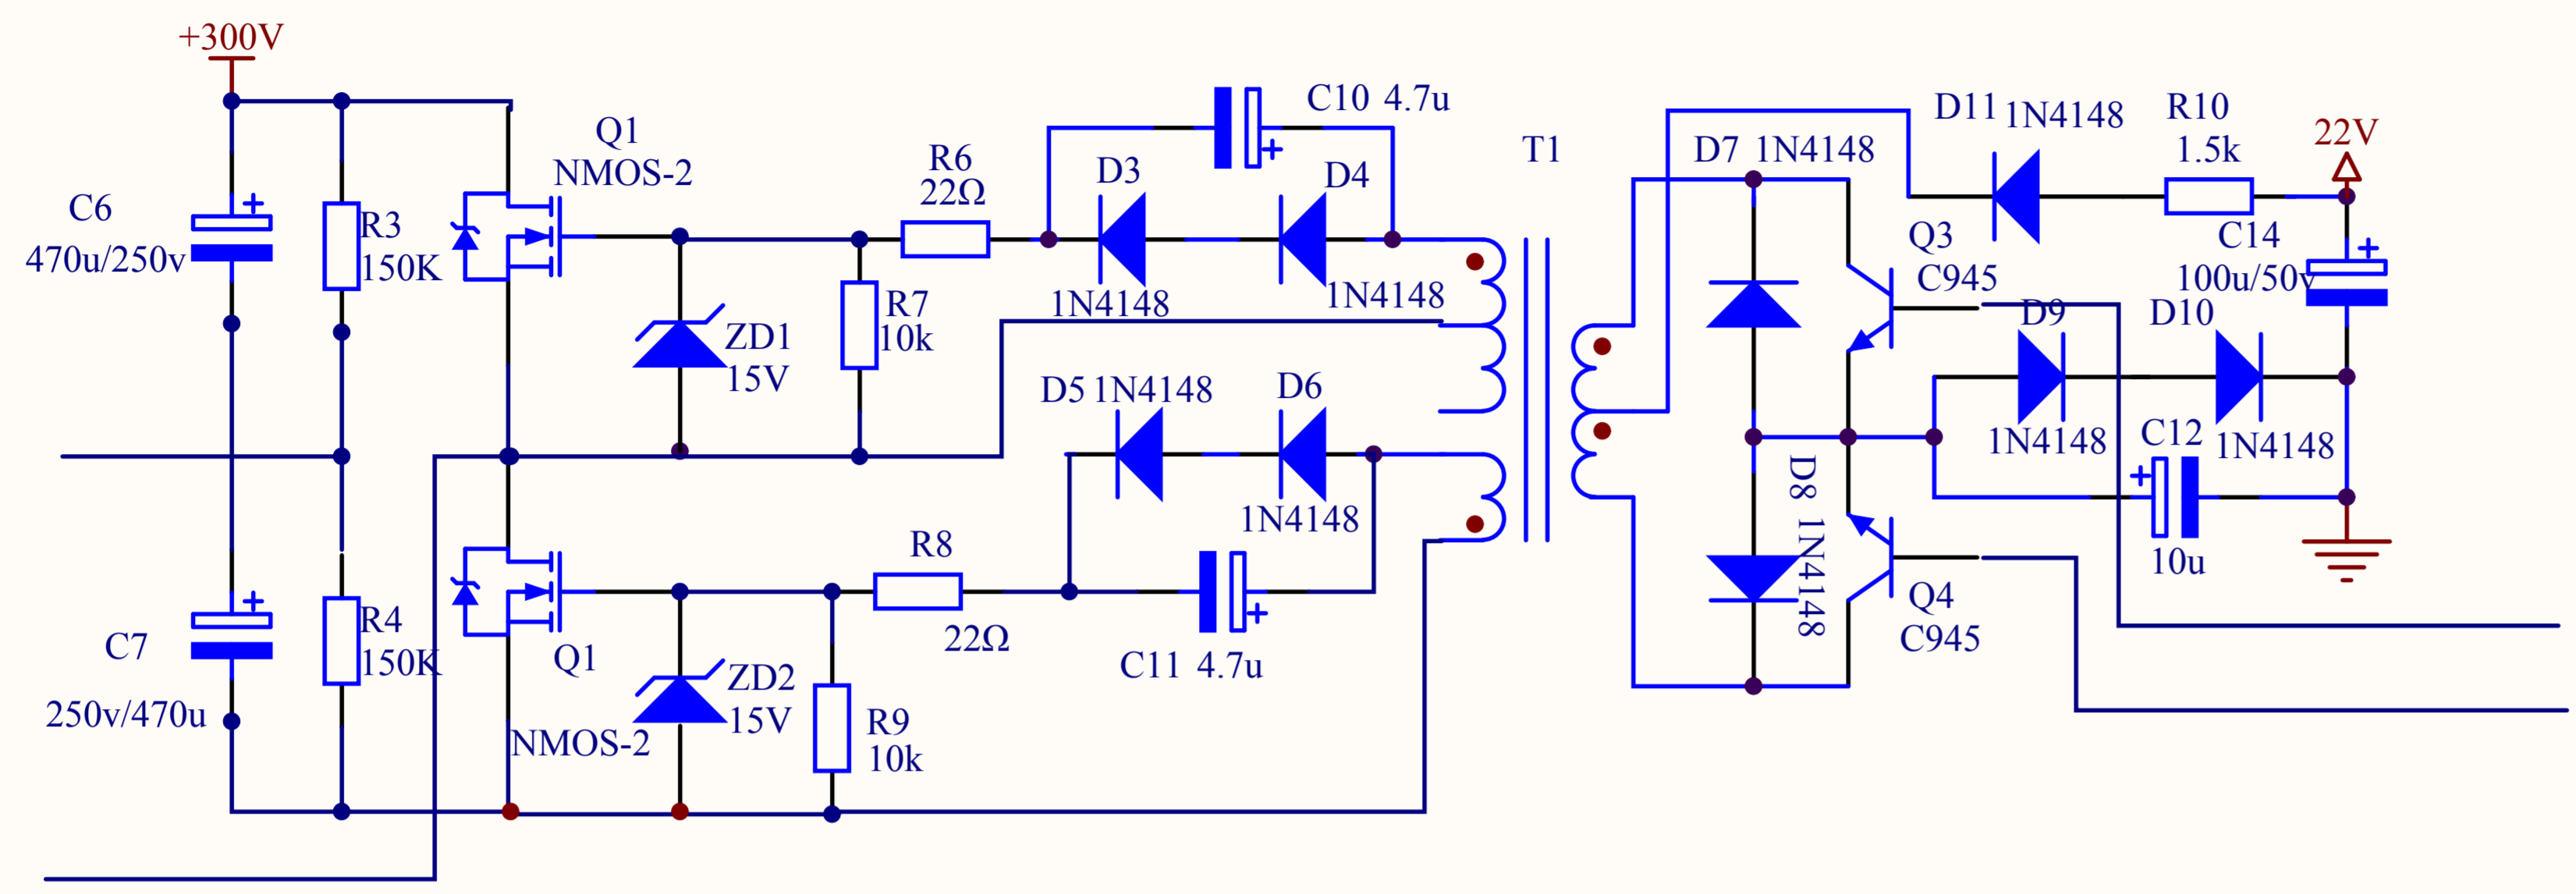 +300V
Q1
NMOS-2
C6
470u/250v
R3
150K
R6
22Ω
C10 4.7u
D3
D4
1N4148
1N4148
R7
10k
ZD1
15V
T1
D7 1N4148
D11 1N4148
R10
1.5k
22V
Q3
C945
C14
100u/50v
D9
D10
1N4148
1N4148
C12
10u
D5 1N4148
D6
1N4148
D8 1N4148
R8
22Ω
C11 4.7u
Q4
C945
C7
250v/470u
R4
150K
Q1
NMOS-2
ZD2
15V
R9
10k